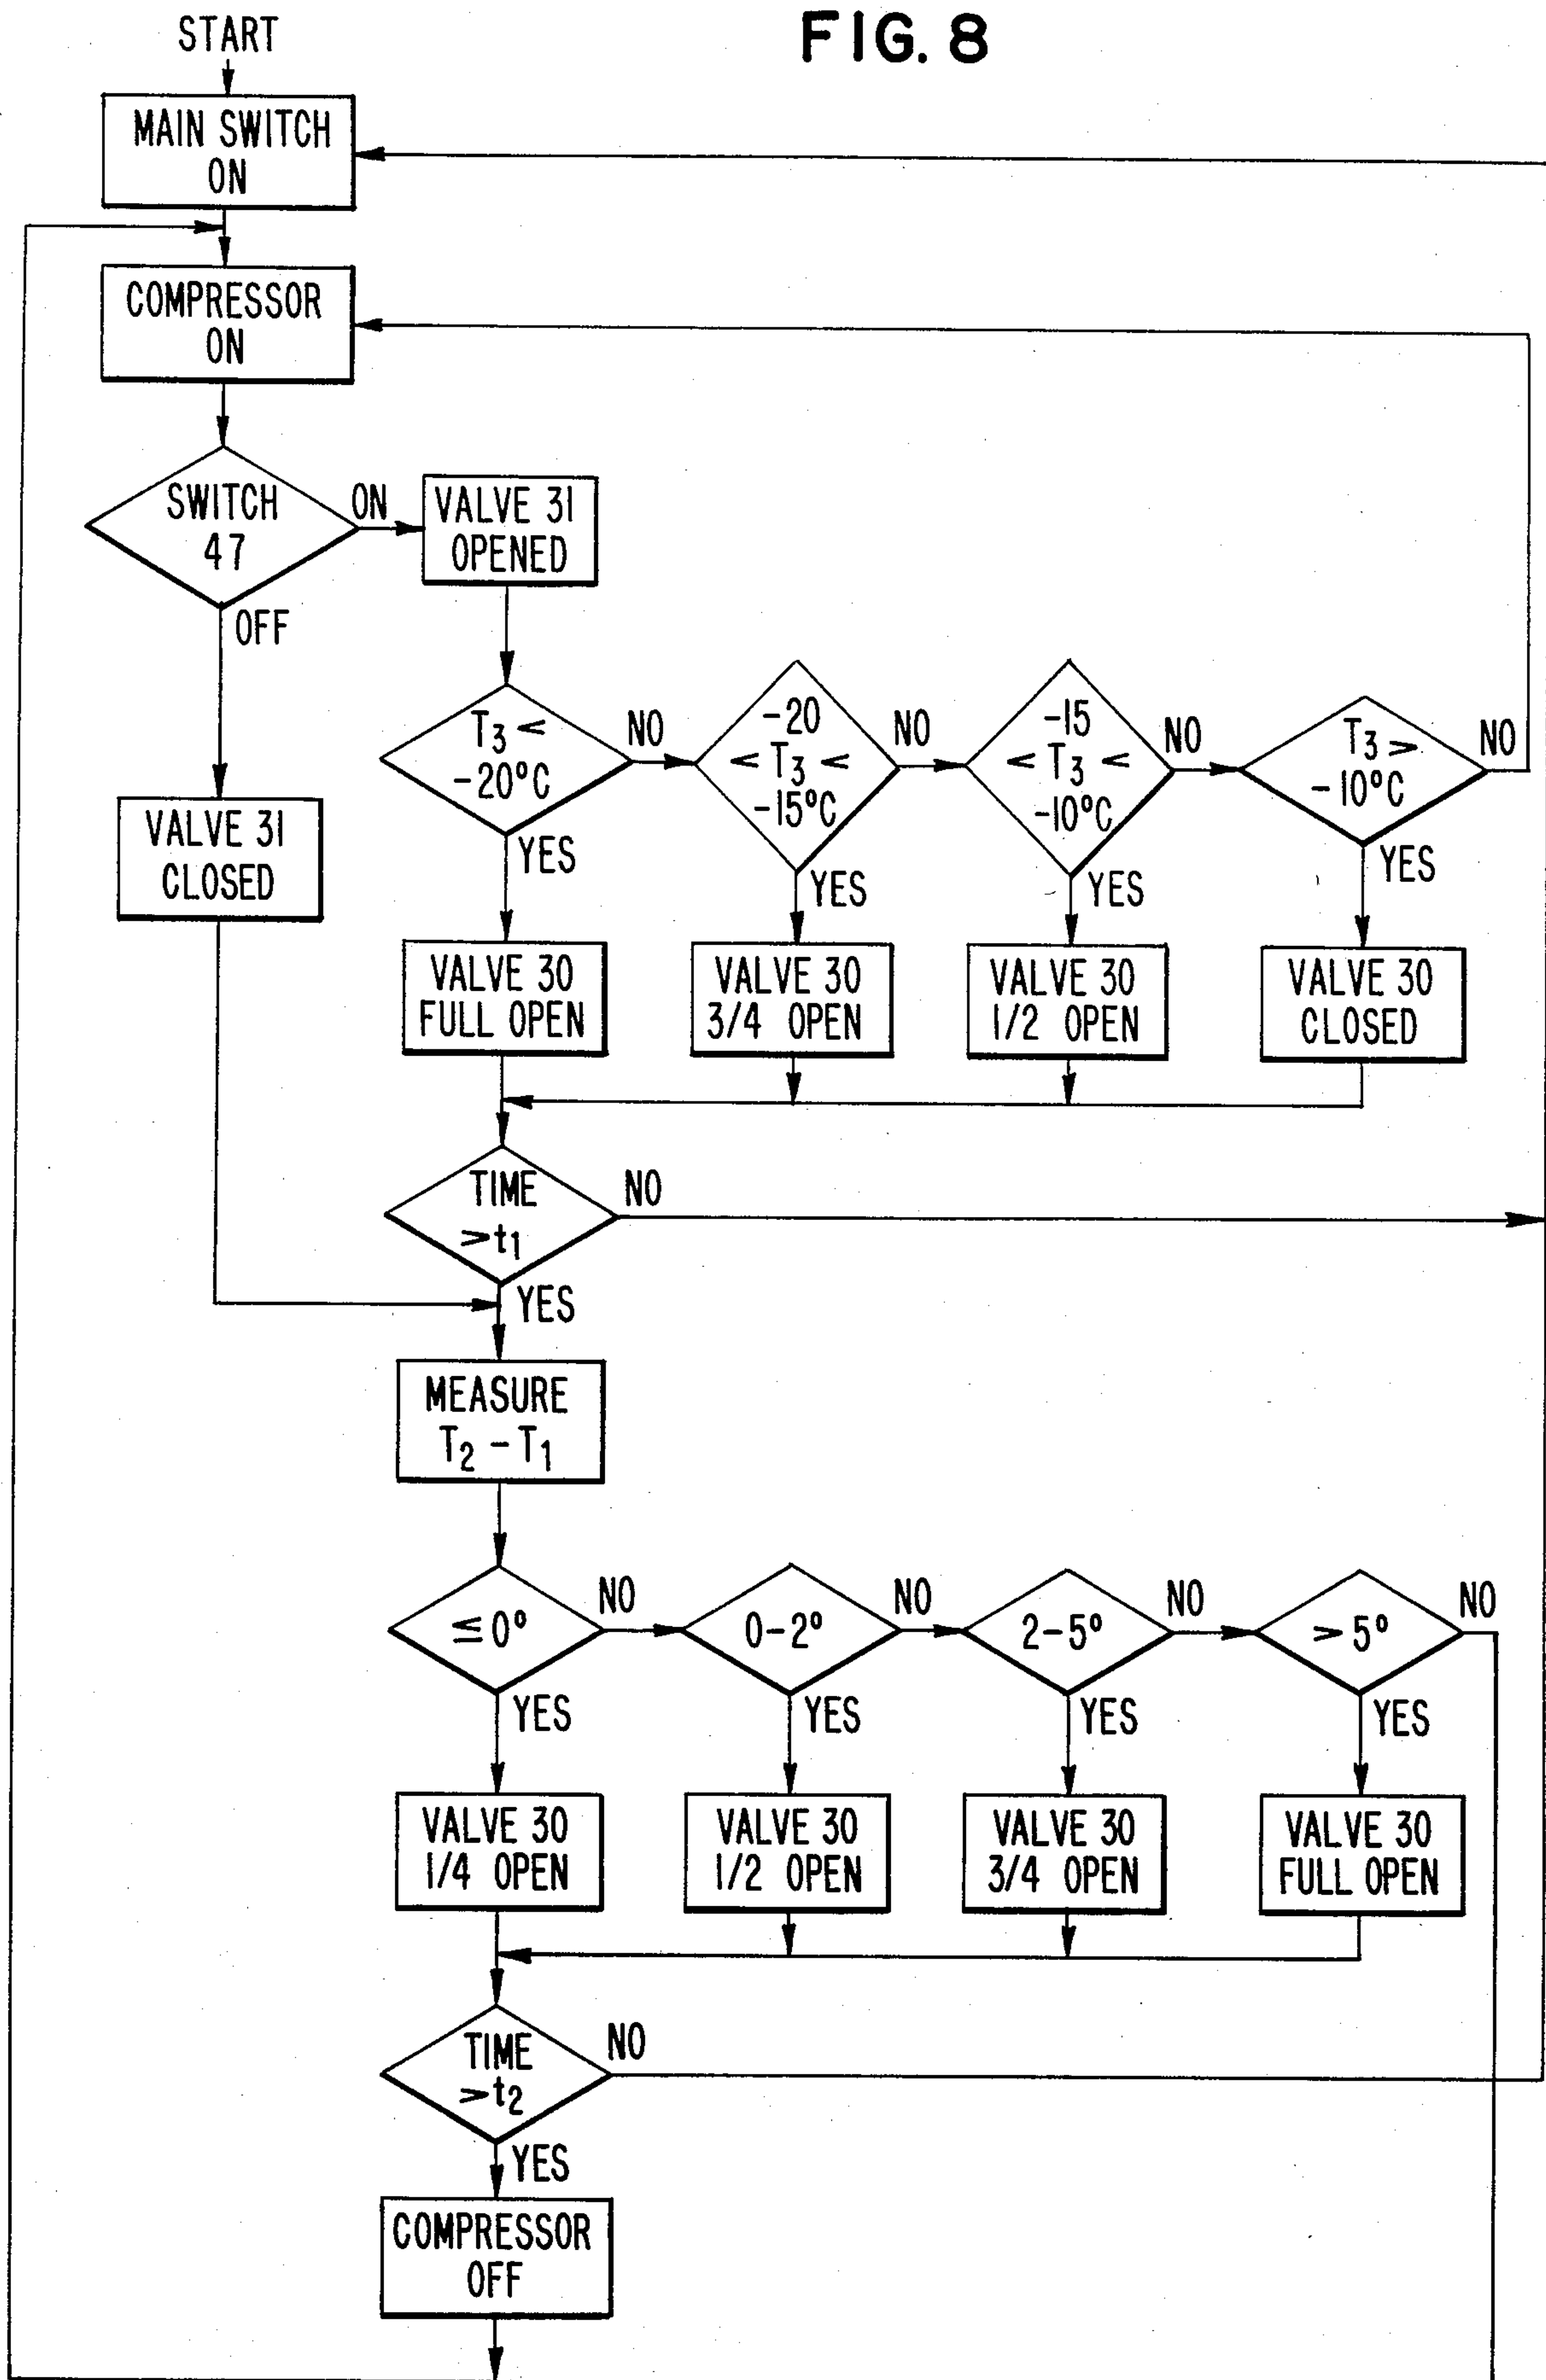 FIG. 8
START
MAIN SWITCH
ON
COMPRESSOR
ON
SWITCH
47
ON
OFF
VALVE 31
OPENED
VALVE 31
CLOSED
T3 <
-20°C
NO
YES
-20
< T3 <
-15°C
NO
YES
-15
< T3 <
-10°C
NO
YES
T3 >
-10°C
NO
YES
VALVE 30
FULL OPEN
VALVE 30
3/4 OPEN
VALVE 30
1/2 OPEN
VALVE 30
CLOSED
TIME
>t1
NO
YES
MEASURE
T2 - T1
≦0°
NO
YES
0-2°
NO
YES
2-5°
NO
YES
>5°
NO
YES
VALVE 30
1/4 OPEN
VALVE 30
1/2 OPEN
VALVE 30
3/4 OPEN
VALVE 30
FULL OPEN
TIME
>t2
NO
YES
COMPRESSOR
OFF